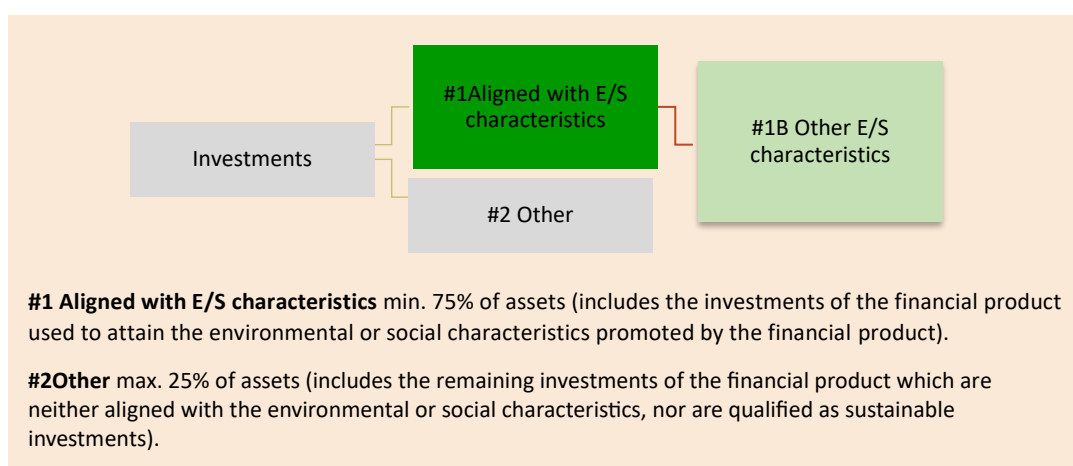 #1Aligned with E/S
characteristics
#1B Other E/S
characteristics
Investments
#2 Other
#1 Aligned with E/S characteristics min. 75% of assets (includes the investments of the financial product
used to attain the environmental or social characteristics promoted by the financial product).
#2Other max. 25% of assets (includes the remaining investments of the financial product which are
neither aligned with the environmental or social characteristics, nor are qualified as sustainable
investments).